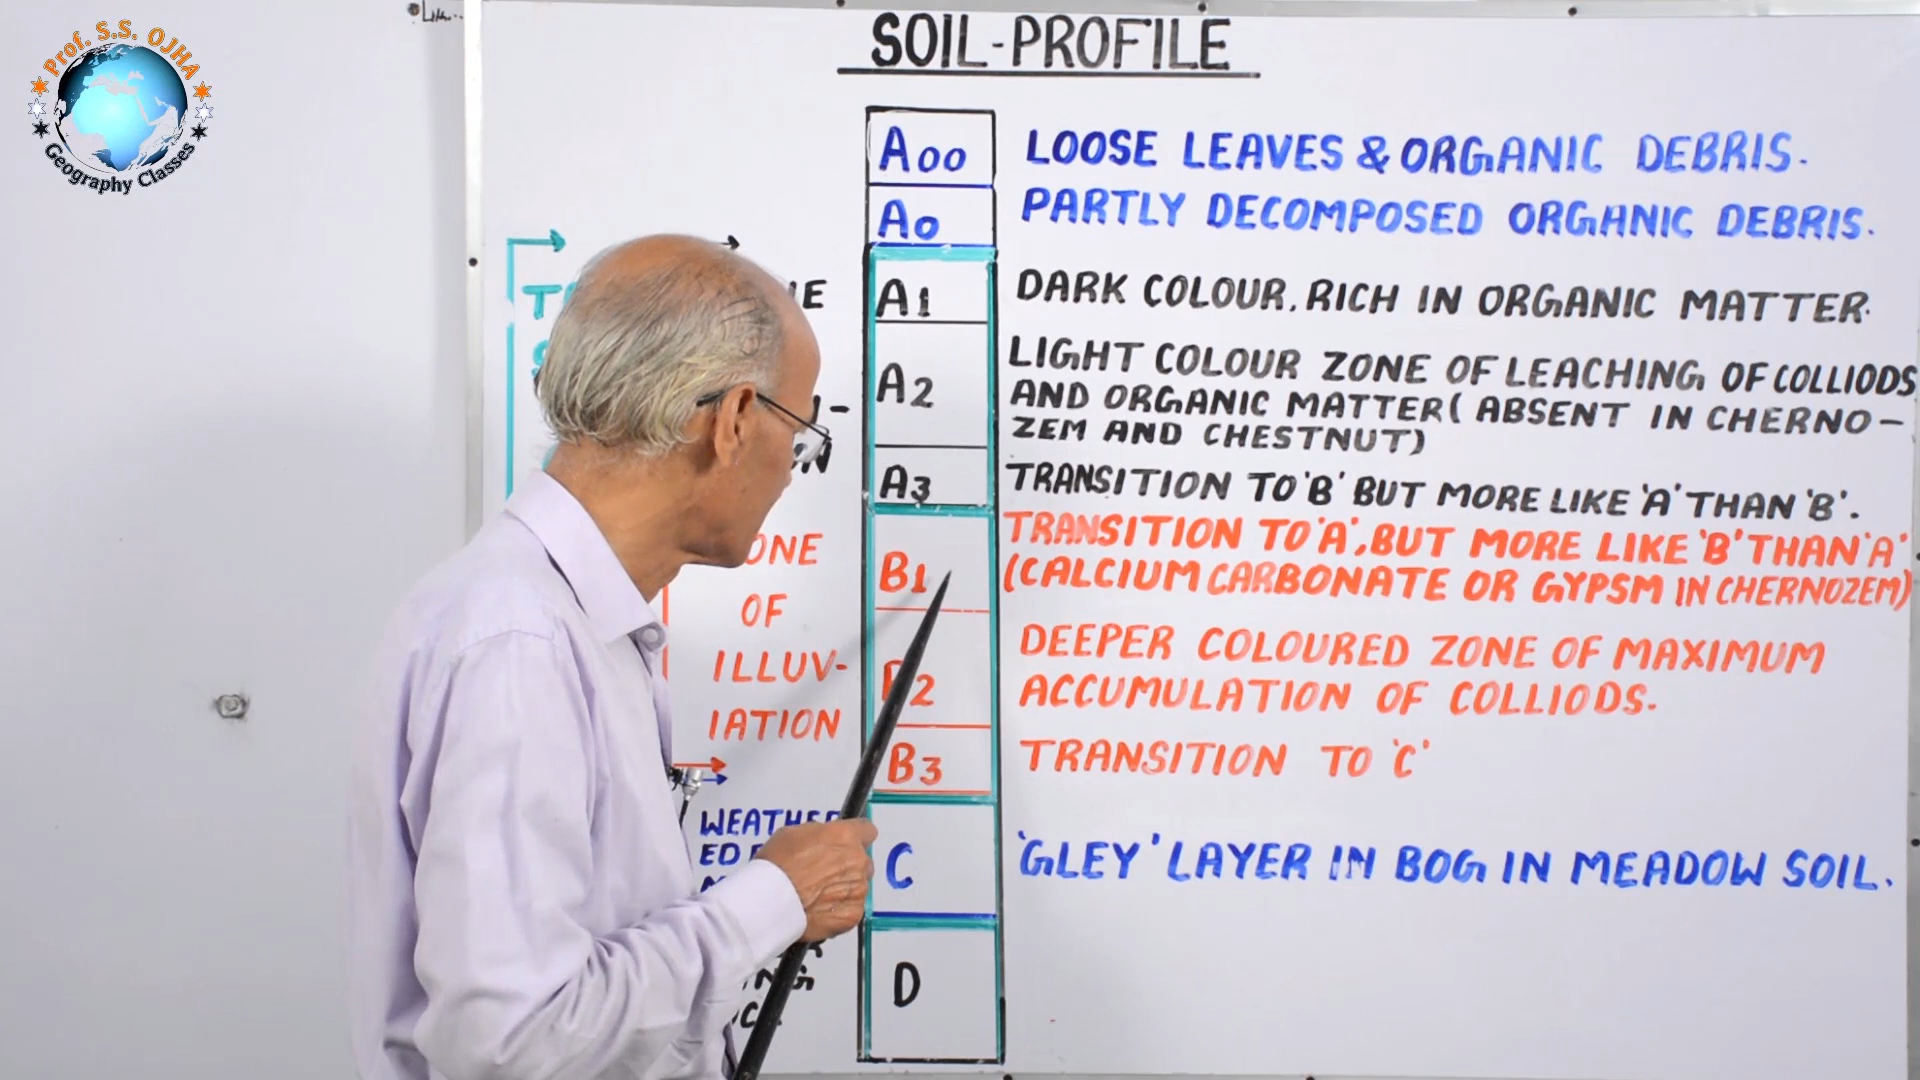 Prof. S.S. OJHA
Geography Classes
SOIL-PROFILE
A00 LOOSE LEAVES & ORGANIC DEBRIS.
A0 PARTLY DECOMPOSED ORGANIC DEBRIS.
A1 DARK COLOUR. RICH IN ORGANIC MATTER.
A2 LIGHT COLOUR ZONE OF LEACHING OF COLLIODS
AND ORGANIC MATTER( ABSENT IN CHERNO-
ZEM AND CHESTNUT)
A3 TRANSITION TO 'B' BUT MORE LIKE 'A' THAN 'B'.
TRANSITION TO 'A', BUT MORE LIKE 'B' THAN 'A'
B1 (CALCIUM CARBONATE OR GYPSM IN CHERNOZEM)
DEEPER COLOURED ZONE OF MAXIMUM
ACCUMULATION OF COLLIODS.
B3 TRANSITION TO 'C'
C 'GLEY' LAYER IN BOG IN MEADOW SOIL.
D
OF
ILLUV-
IATION